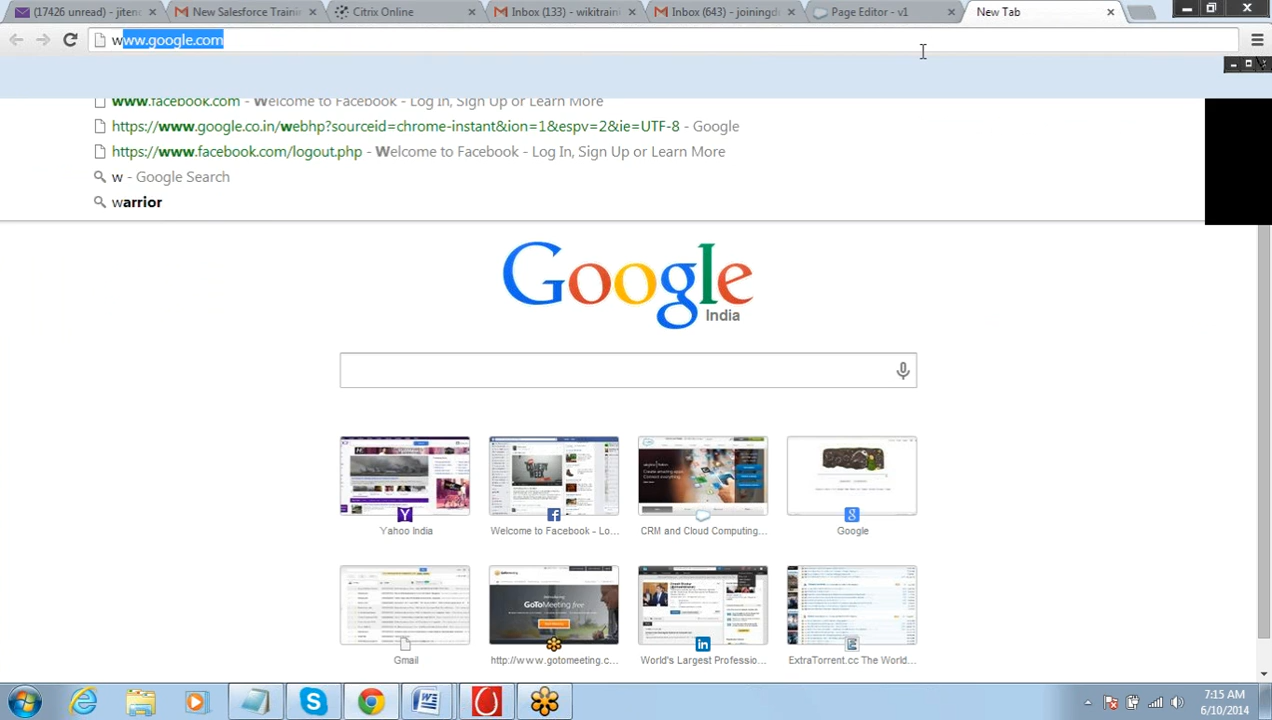 (17426 unread) - jiten
New Salesforce Traini
Citrix Online
Inbox (133) - wikitraini
Inbox (643) - joiningd
Page Editor - v1
New Tab
www.google.com
www.facebook.com - Welcome to Facebook - Log In, Sign Up or Learn More
https://www.google.co.in/webhp?sourceid=chrome-instant&ion=1&espv=2&ie=UTF-8 - Google
https://www.facebook.com/logout.php - Welcome to Facebook - Log In, Sign Up or Learn More
w - Google Search
warrior
Google
India
Yahoo India
Welcome to Facebook - Lo...
CRM and Cloud Computing...
Google
Gmail
http://www.gotomeeting.c...
World's Largest Professio...
ExtraTorrent.cc The World...
7:15 AM
6/10/2014